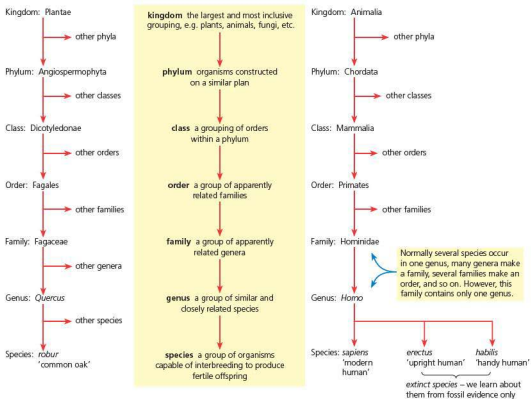 Kingdom: Plantae
other phyla
Phylum: Angiospermophyta
other classes
Class: Dicotyledonae
other orders
Order: Fagales
other families
Family: Fagaceae
other genera
Genus: Quercus
other species
Species: robur
'common oak'
kingdom the largest and most inclusive
grouping, e.g. plants, animals, fungi, etc.
phylum organisms constructed
on a similar plan
class a grouping of orders
within a phylum
order a group of apparently
related families
family a group of apparently
related genera
genus a group of similar and
closely related species
species a group of organisms
capable of interbreeding to produce
fertile offspring
Kingdom: Animalia
other phyla
Phylum: Chordata
other classes
Class: Mammalia
other orders
Order: Primates
other families
Family: Hominidae
Normally several species occur
in one genus, many genera make
a family, several families make an
order, and so on. However, this
family contains only one genus.
Genus: Homo
Species: sapiens
'modern
human'
erectus
'upright human'
habilis
'handy human'
extinct species – we learn about
them from fossil evidence only